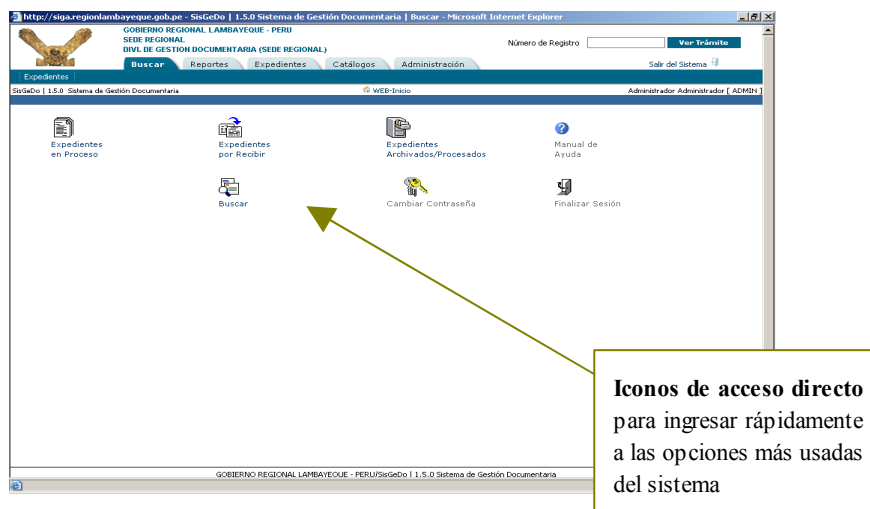 http://siga.regionlambayeque.gob.pe - SisGeDo | 1.5.0 Sistema de Gestión Documentaria | Buscar - Microsoft Internet Explorer
GOBIERNO REGIONAL LAMBAYEQUE - PERU
SEDE REGIONAL
DIVI. DE GESTION DOCUMENTARIA (SEDE REGIONAL)
Número de Registro Ver Trámite
Buscar Reportes Expedientes Catálogos Administración Salir del Sistema
Expedientes
SisGeDo | 1.5.0 Sistema de Gestión Documentaria WEB-Inicio Administrador Administrador [ ADMIN ]
Expedientes
en Proceso
Expedientes
por Recibir
Expedientes
Archivados/Procesados
Manual de
Ayuda
Buscar
Cambiar Contraseña
Finalizar Sesión
Iconos de acceso directo
para ingresar rápidamente
a las opciones más usadas
del sistema
GOBIERNO REGIONAL LAMBAYEQUE - PERU/SisGeDo | 1.5.0 Sistema de Gestión Documentaria